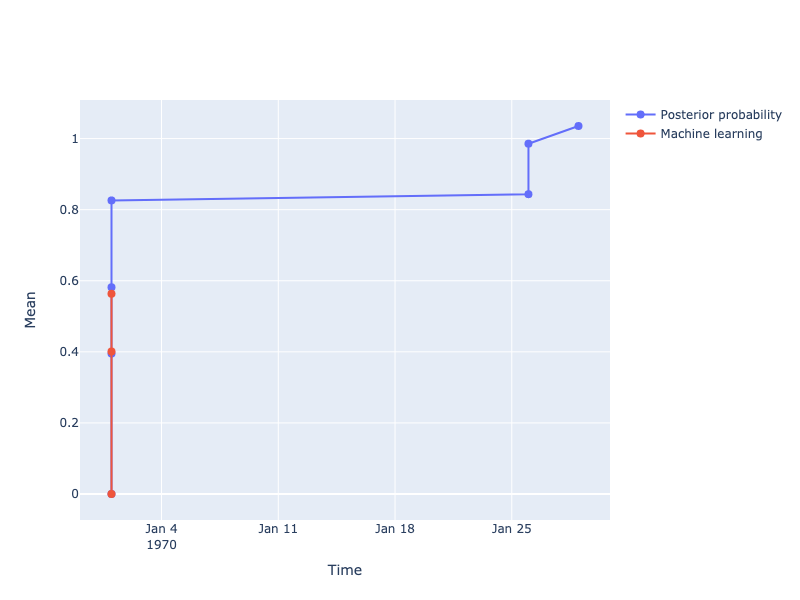 Posterior probability
Machine learning
1
0.8
0.6
0.4
0.2
0
Mean
Jan 4
1970
Jan 11
Jan 18
Jan 25
Time